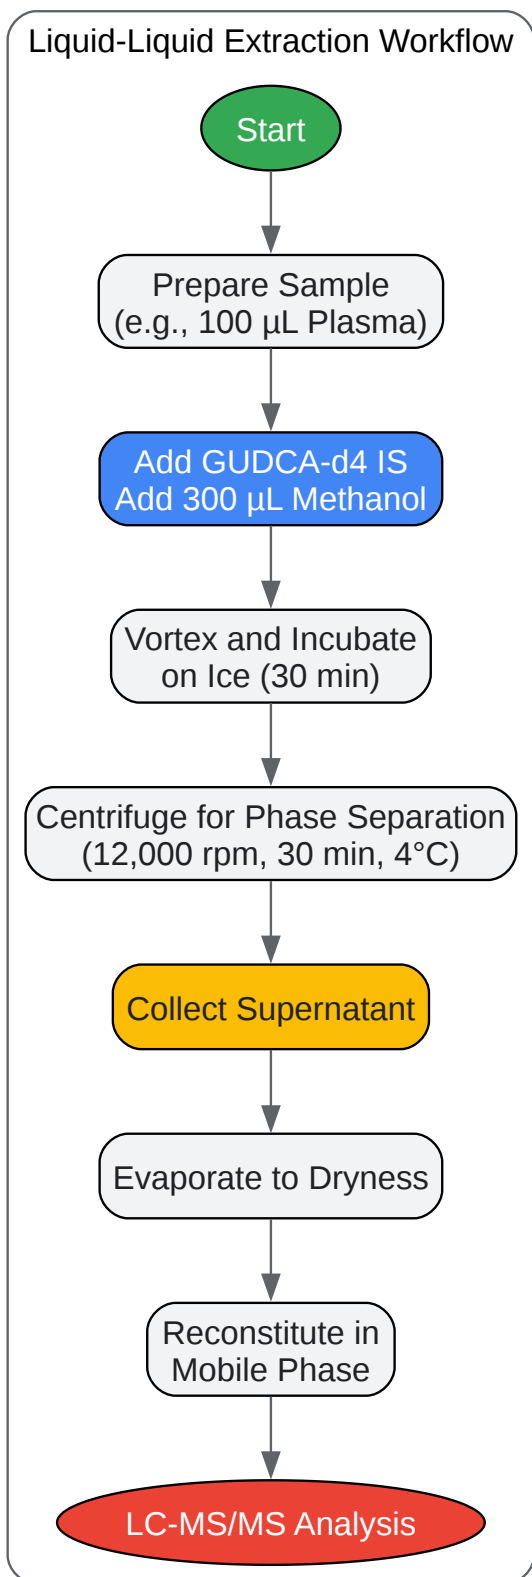 Liquid-Liquid Extraction Workflow
Start
Prepare Sample
(e.g., 100 µL Plasma)
Add GUDCA-d4 IS
Add 300 µL Methanol
Vortex and Incubate
on Ice (30 min)
Centrifuge for Phase Separation
(12,000 rpm, 30 min, 4°C)
Collect Supernatant
Evaporate to Dryness
Reconstitute in
Mobile Phase
LC-MS/MS Analysis